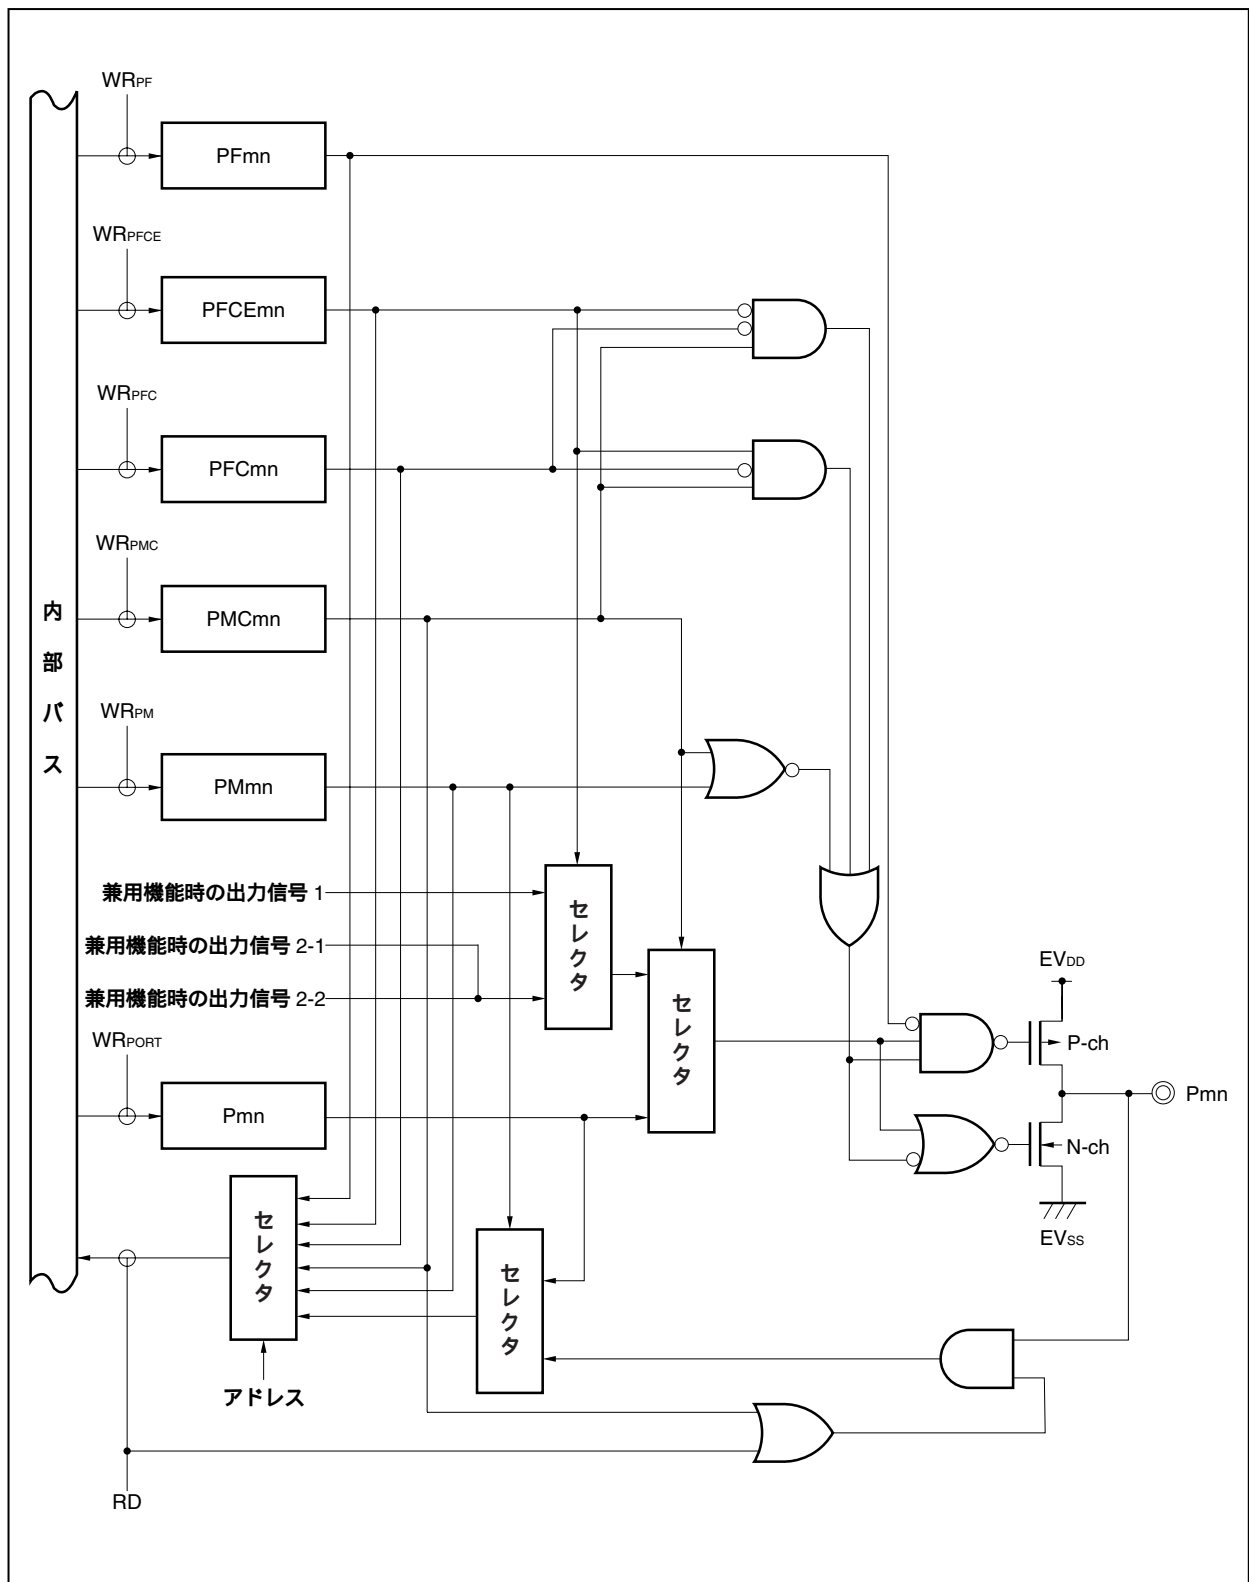 WRPF
PFmn
WRPFCE
PFCEmn
WRPFC
PFCmn
WRPMC
PMCmn
内部バス
WRPM
PMmn
兼用機能時の出力信号 1
兼用機能時の出力信号 2-1
兼用機能時の出力信号 2-2
セレクタ
セレクタ
WRPORT
Pmn
EVDD
P-ch
Pmn
N-ch
EVSS
セレクタ
セレクタ
アドレス
RD